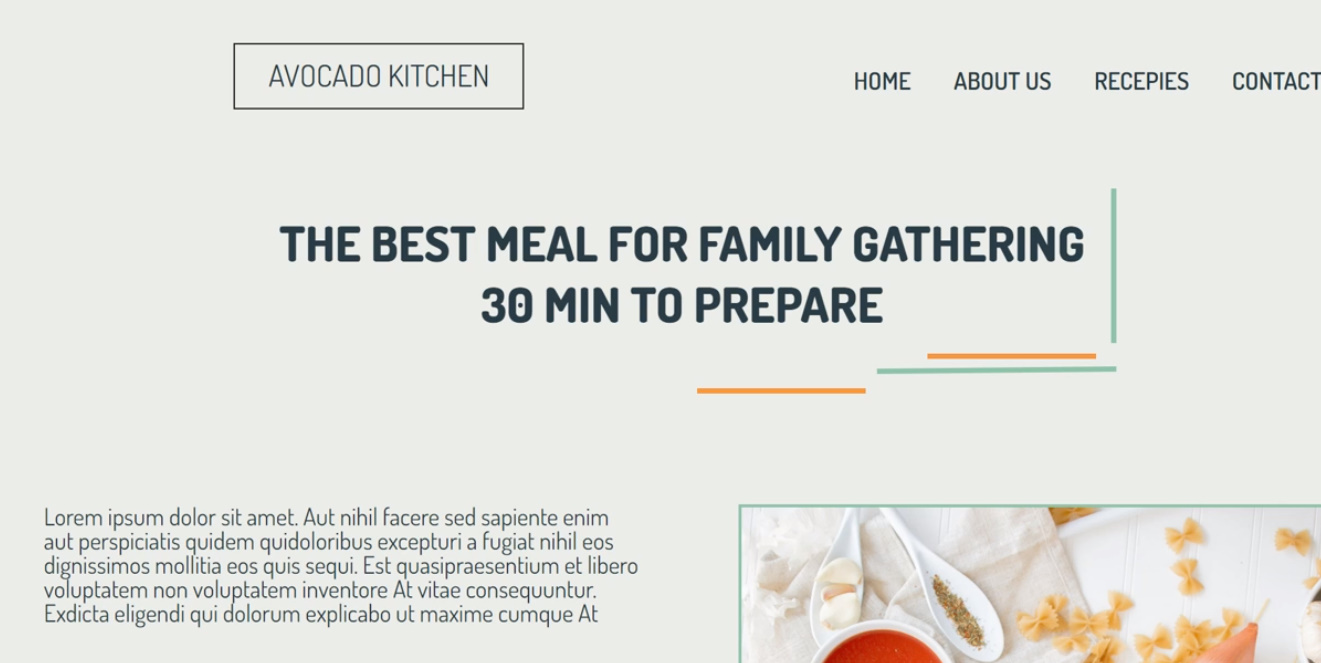 AVOCADO KITCHEN
HOME ABOUT US RECEPIES CONTACT
THE BEST MEAL FOR FAMILY GATHERING
30 MIN TO PREPARE
Lorem ipsum dolor sit amet. Aut nihil facere sed sapiente enim
aut perspiciatis quidem quidoloribus excepturi a fugiat nihil eos
dignissimos mollitia eos quis sequi. Est quasipraesentium et libero
voluptatem non voluptatem inventore At vitae consequuntur.
Exdicta eligendi qui dolorum explicabo ut maxime cumque At